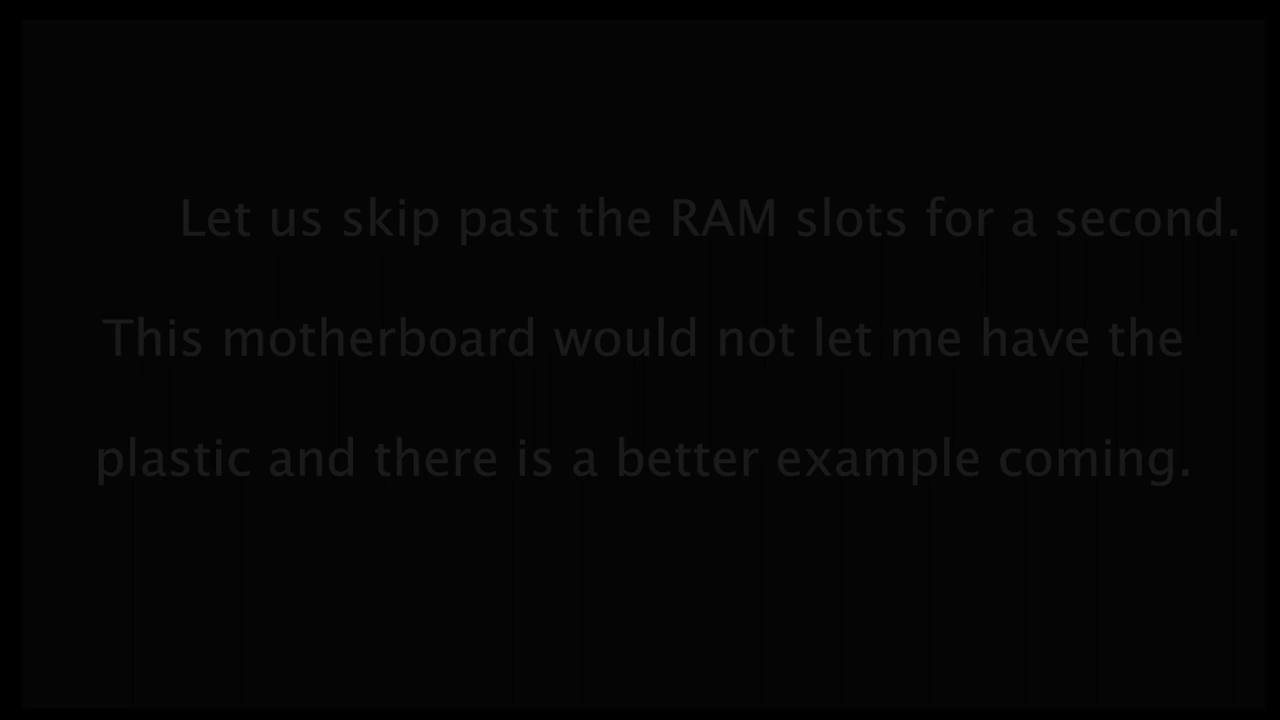 Let us skip past the RAM slots for a second.
This motherboard would not let me have the
plastic and there is a better example coming.